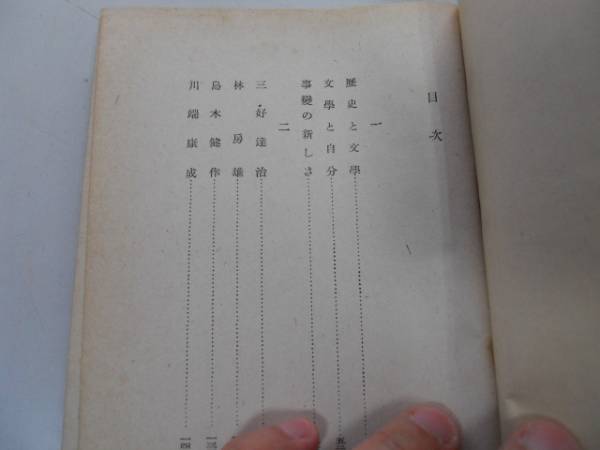 目次
一
歴史と文學
文學と自分
事變の新しさ
二
三好達治
林房雄
島木健作
川端康成